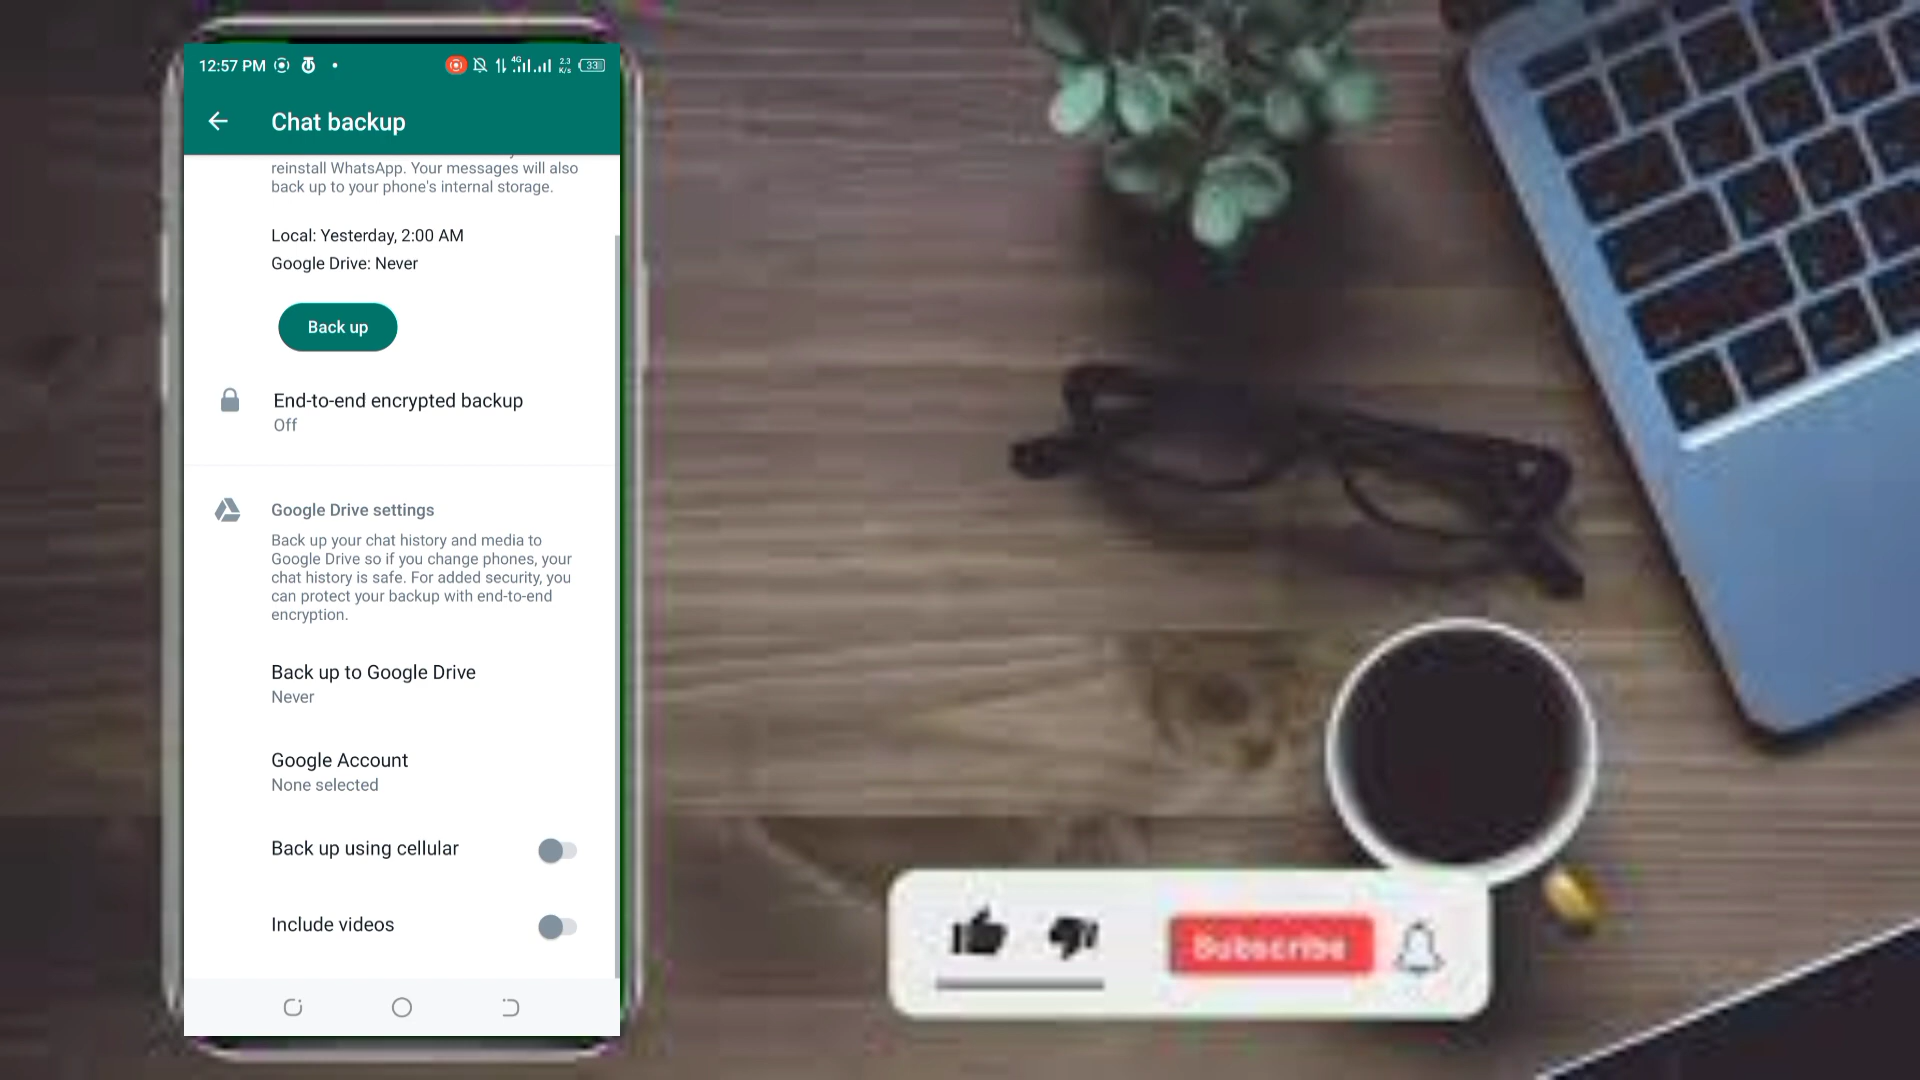 12:57 PM
4G
2.3
K/s
33
Chat backup
reinstall WhatsApp. Your messages will also
back up to your phone's internal storage.
Local: Yesterday, 2:00 AM
Google Drive: Never
Back up
End-to-end encrypted backup
Off
Google Drive settings
Back up your chat history and media to
Google Drive so if you change phones, your
chat history is safe. For added security, you
can protect your backup with end-to-end
encryption.
Back up to Google Drive
Never
Google Account
None selected
Back up using cellular
Include videos
Subscribe